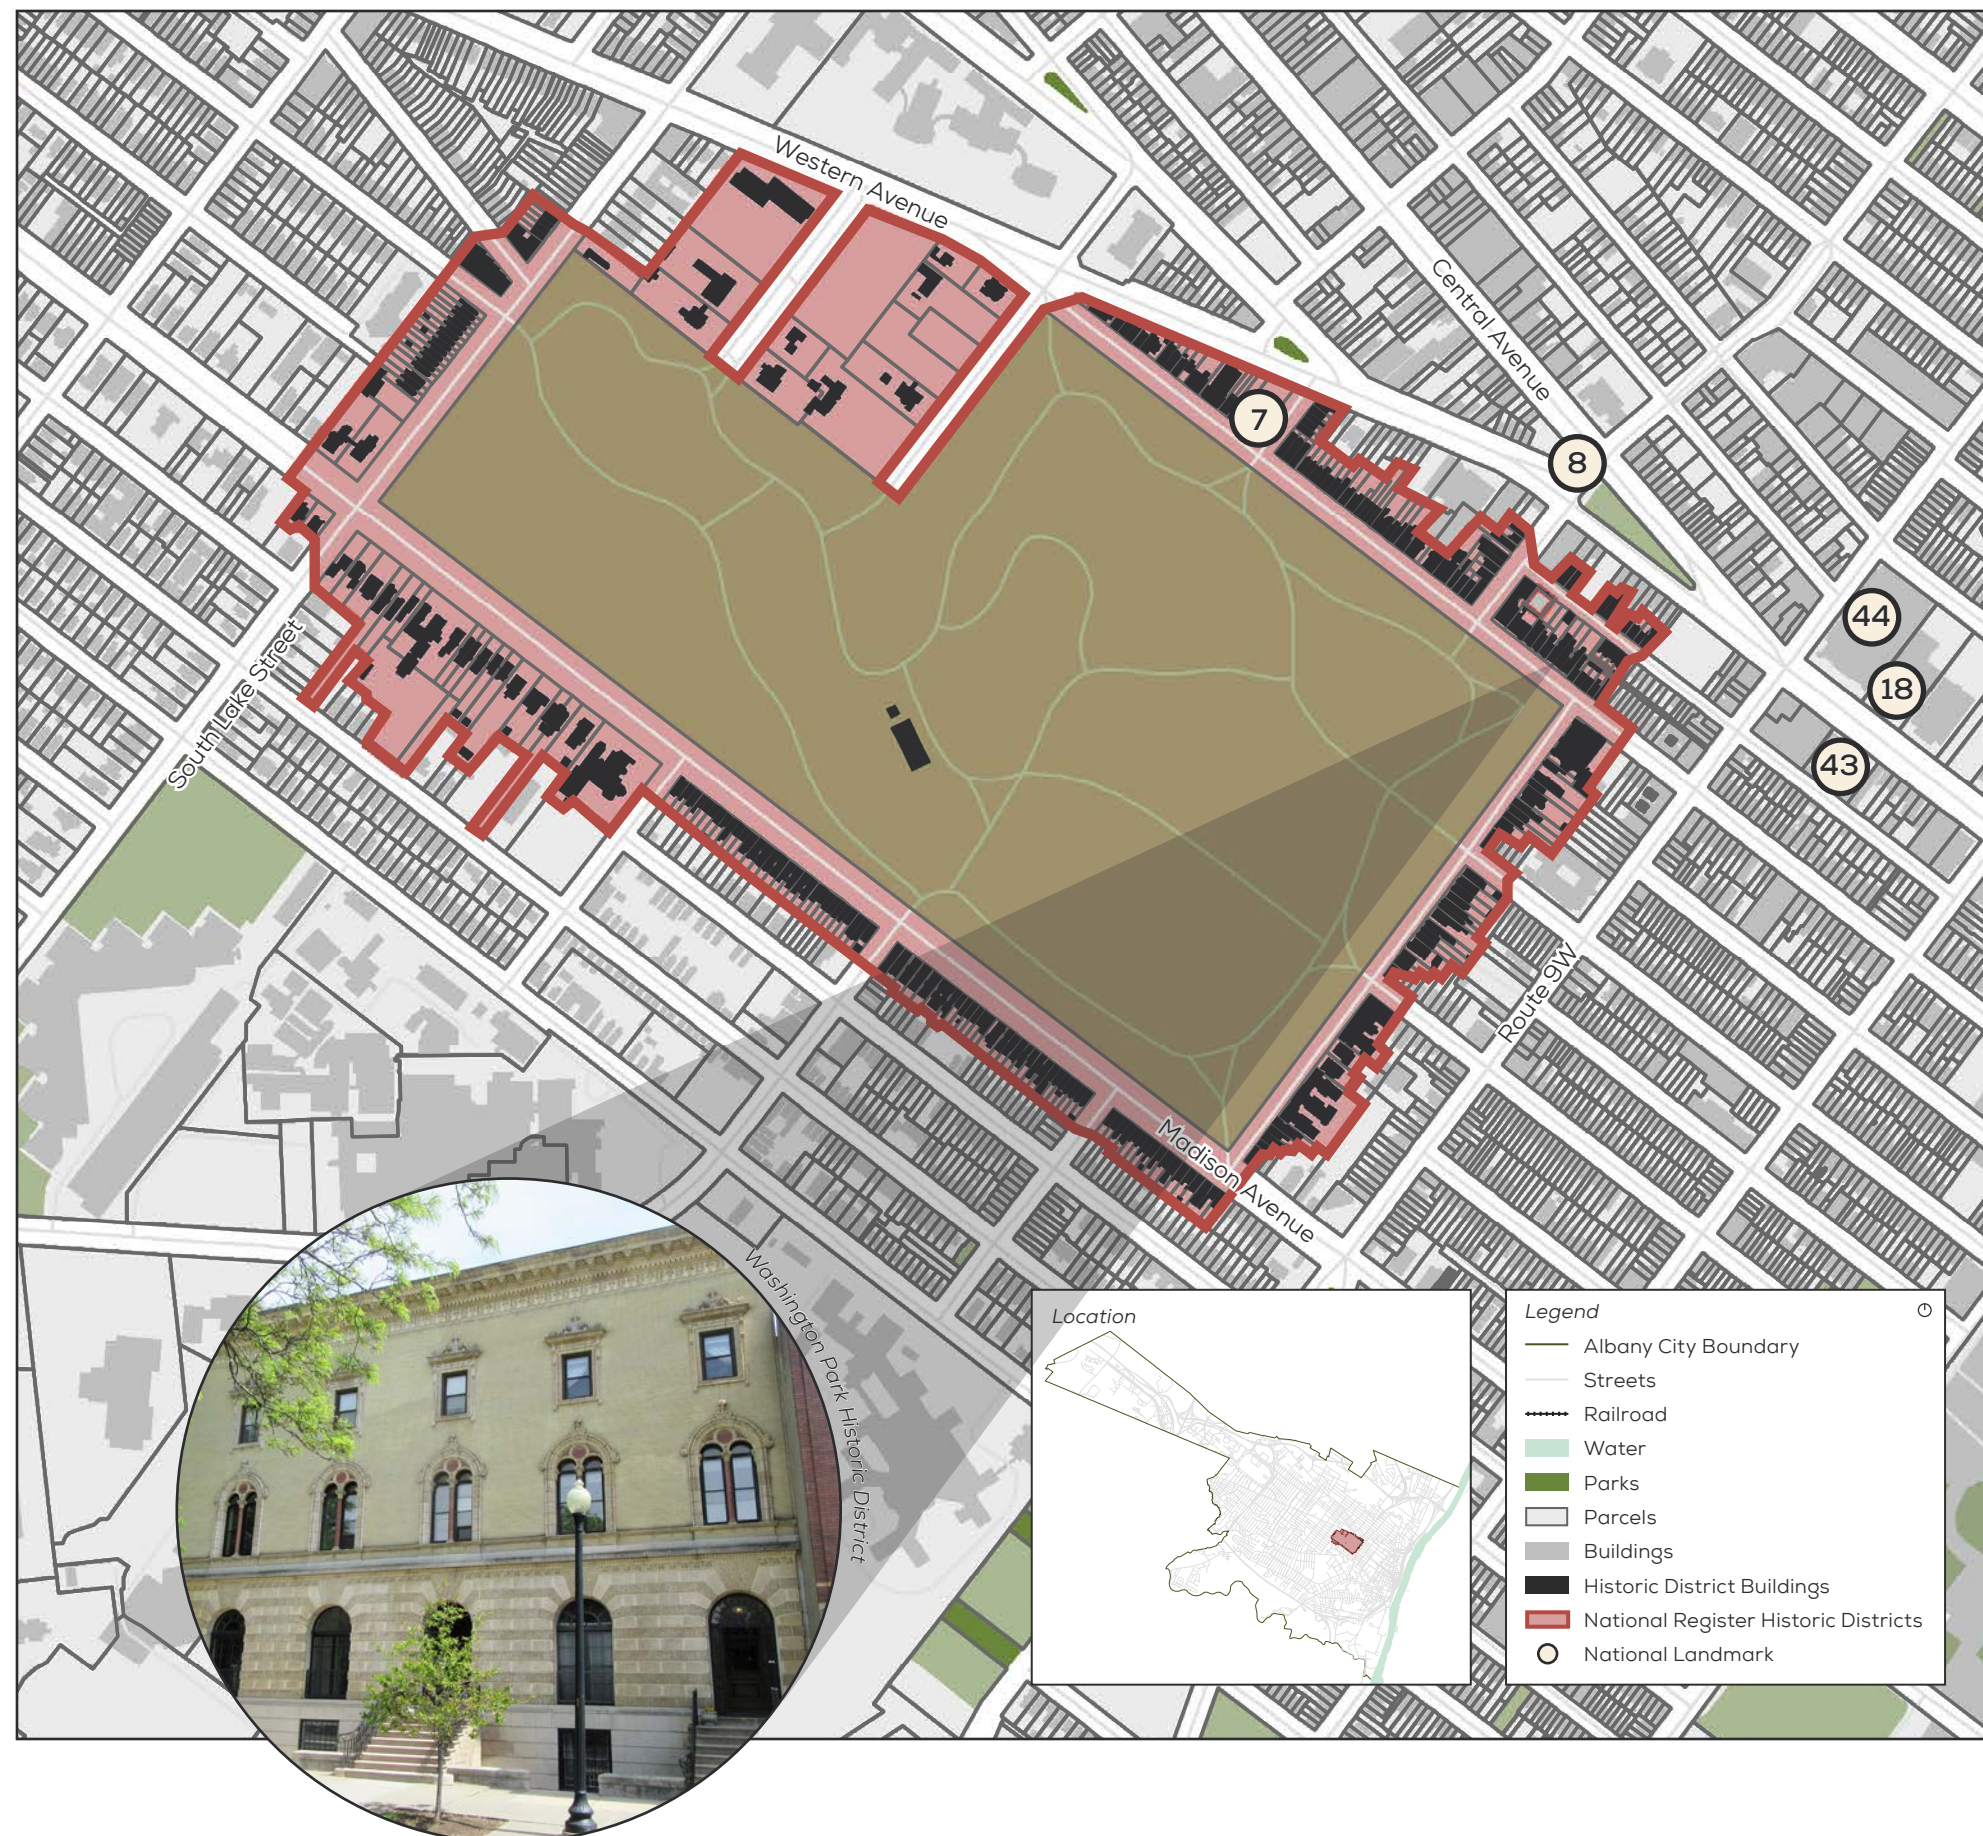 Western Avenue
Central Avenue
7
8
44
18
43
South Lake Street
Route 9W
Madison Avenue
Washington Park Historic District
Location
Legend
Albany City Boundary
Streets
Railroad
Water
Parks
Parcels
Buildings
Historic District Buildings
National Register Historic Districts
National Landmark